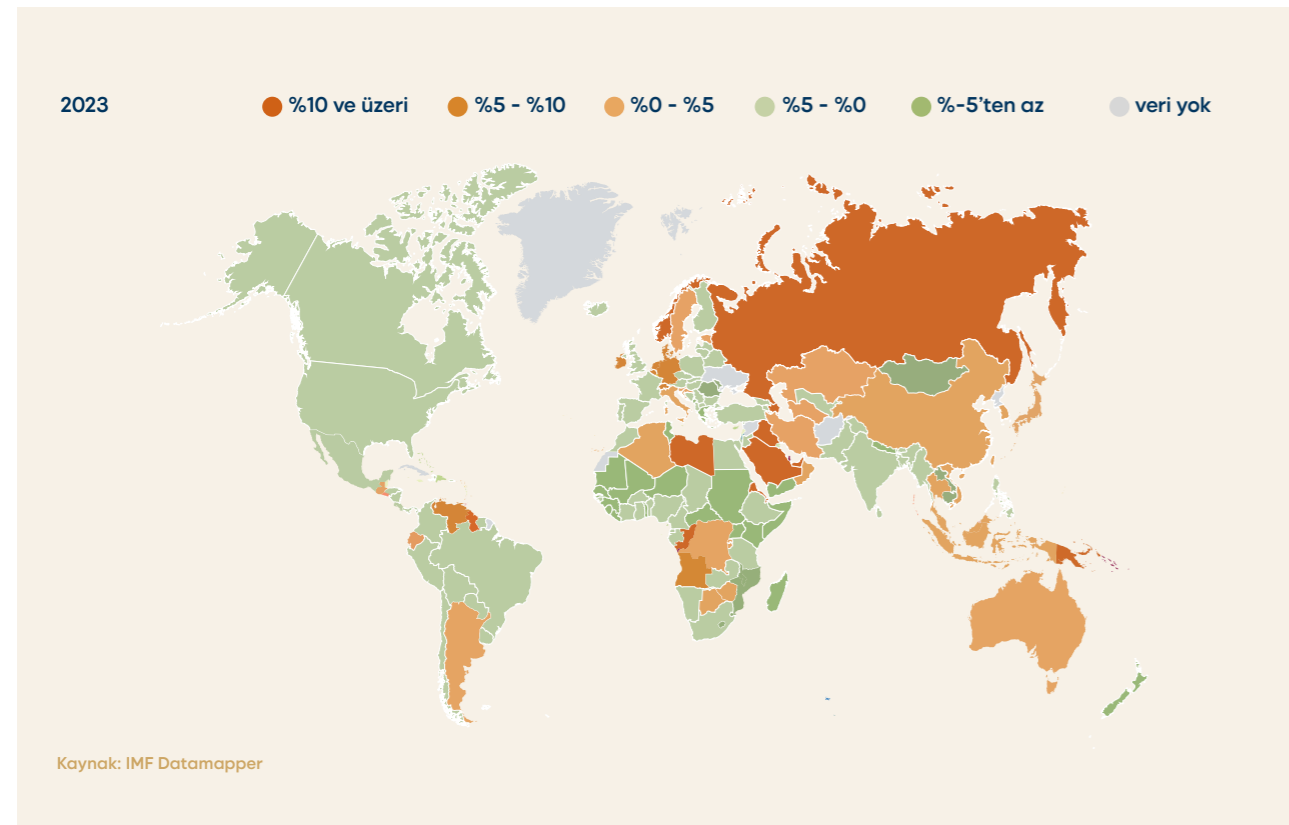 2023
%10 ve üzeri
%5 - %10
%0 - %5
%5 - %0
%-5'ten az
veri yok
Kaynak: IMF Datamapper